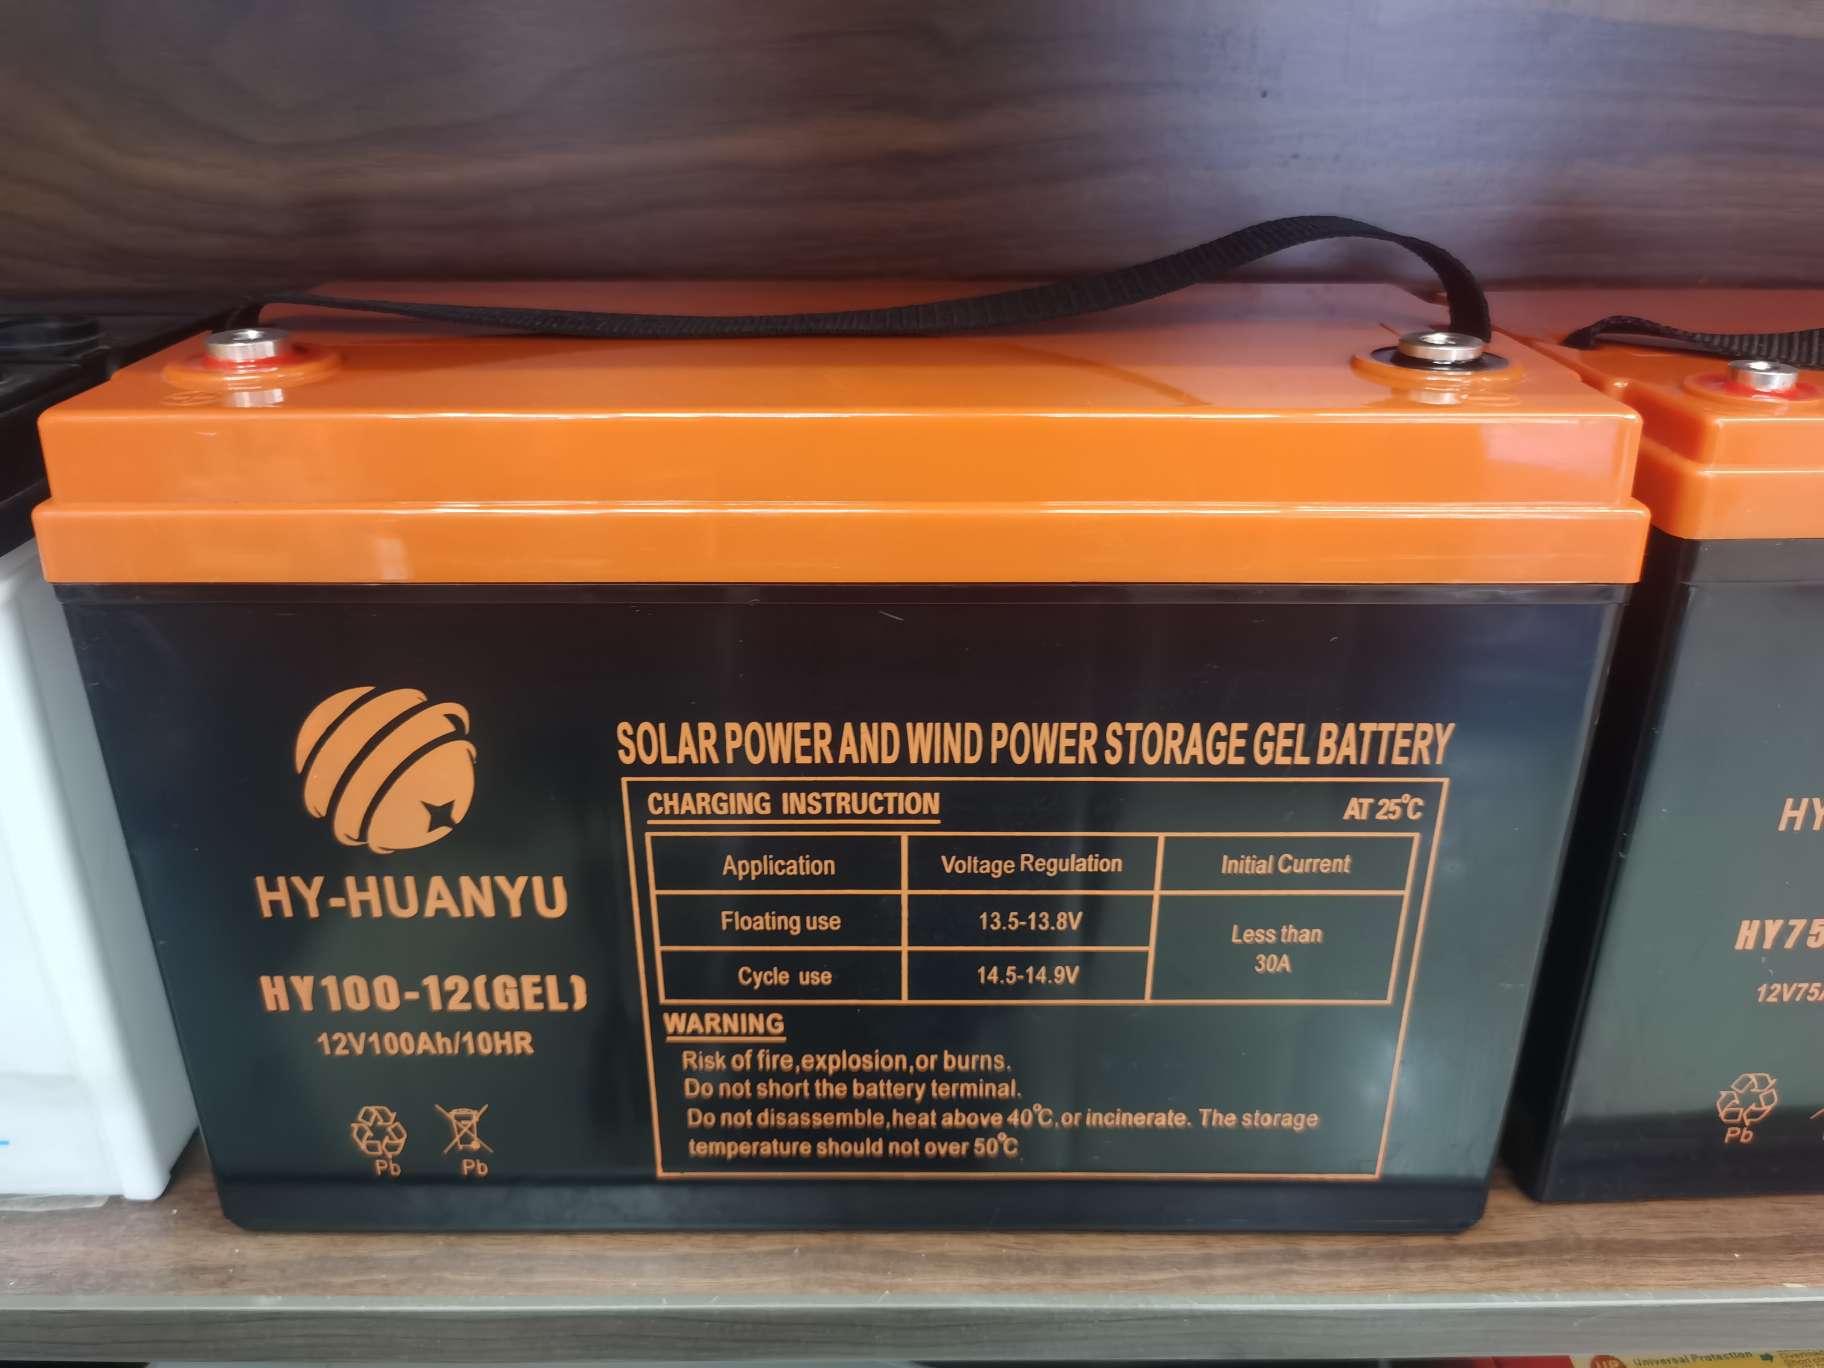 HY-HUANYU
HY100-12(GEL)
12V100Ah/10HR
Pb
Pb
SOLAR POWER AND WIND POWER STORAGE GEL BATTERY
CHARGING INSTRUCTION
AT 25°C
Application Voltage Regulation Initial Current
Floating use 13.5-13.8V
Less than
30A
Cycle use 14.5-14.9V
WARNING
Risk of fire,explosion,or burns.
Do not short the battery terminal.
Do not disassemble,heat above 40°C,or incinerate. The storage
temperature should not over 50°C
HY
HY75
12V75
Pb
UP
Universal Protection